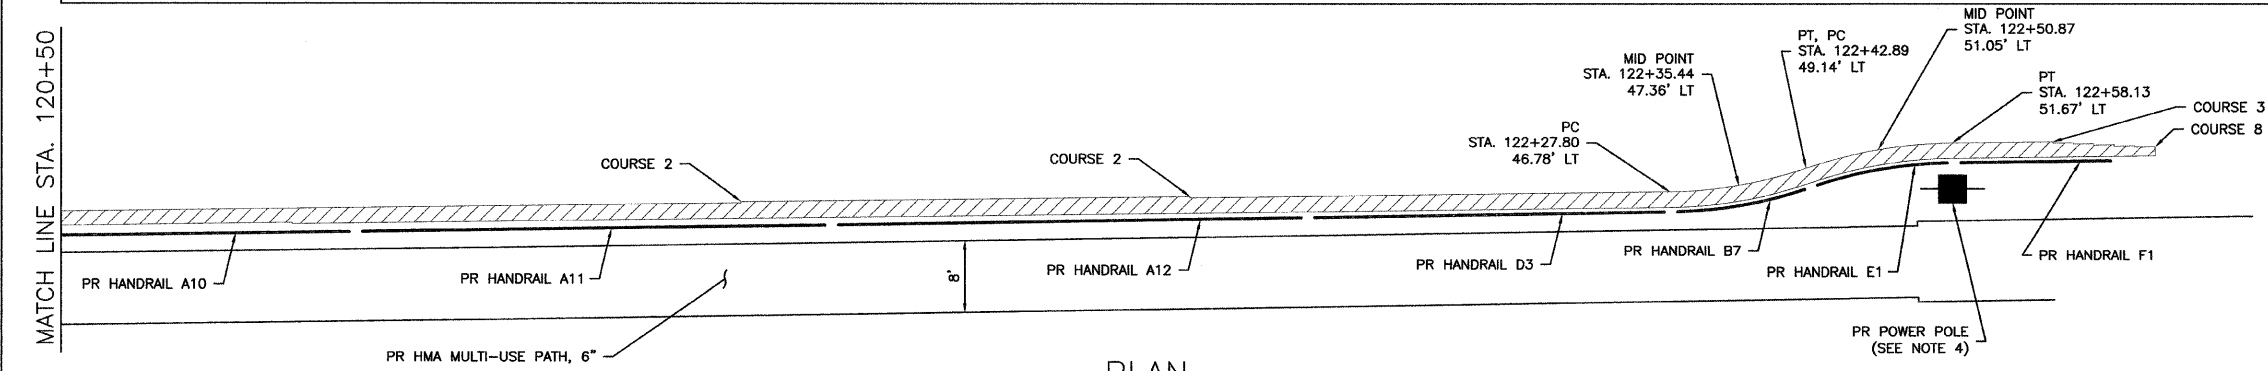 MATCH LINE STA. 120+50
COURSE 2
COURSE 2
PC
STA. 122+27.80
46.78' LT
MID POINT
STA. 122+35.44
47.36' LT
PT, PC
STA. 122+42.89
49.14' LT
MID POINT
STA. 122+50.87
51.05' LT
PT
STA. 122+58.13
51.67' LT
COURSE 3
COURSE 8
PR HANDRAIL A10
PR HANDRAIL A11
8'
PR HANDRAIL A12
PR HANDRAIL D3
PR HANDRAIL B7
PR HANDRAIL E1
PR HANDRAIL F1
PR HMA MULTI-USE PATH, 6"
PR POWER POLE
(SEE NOTE 4)
PLAN